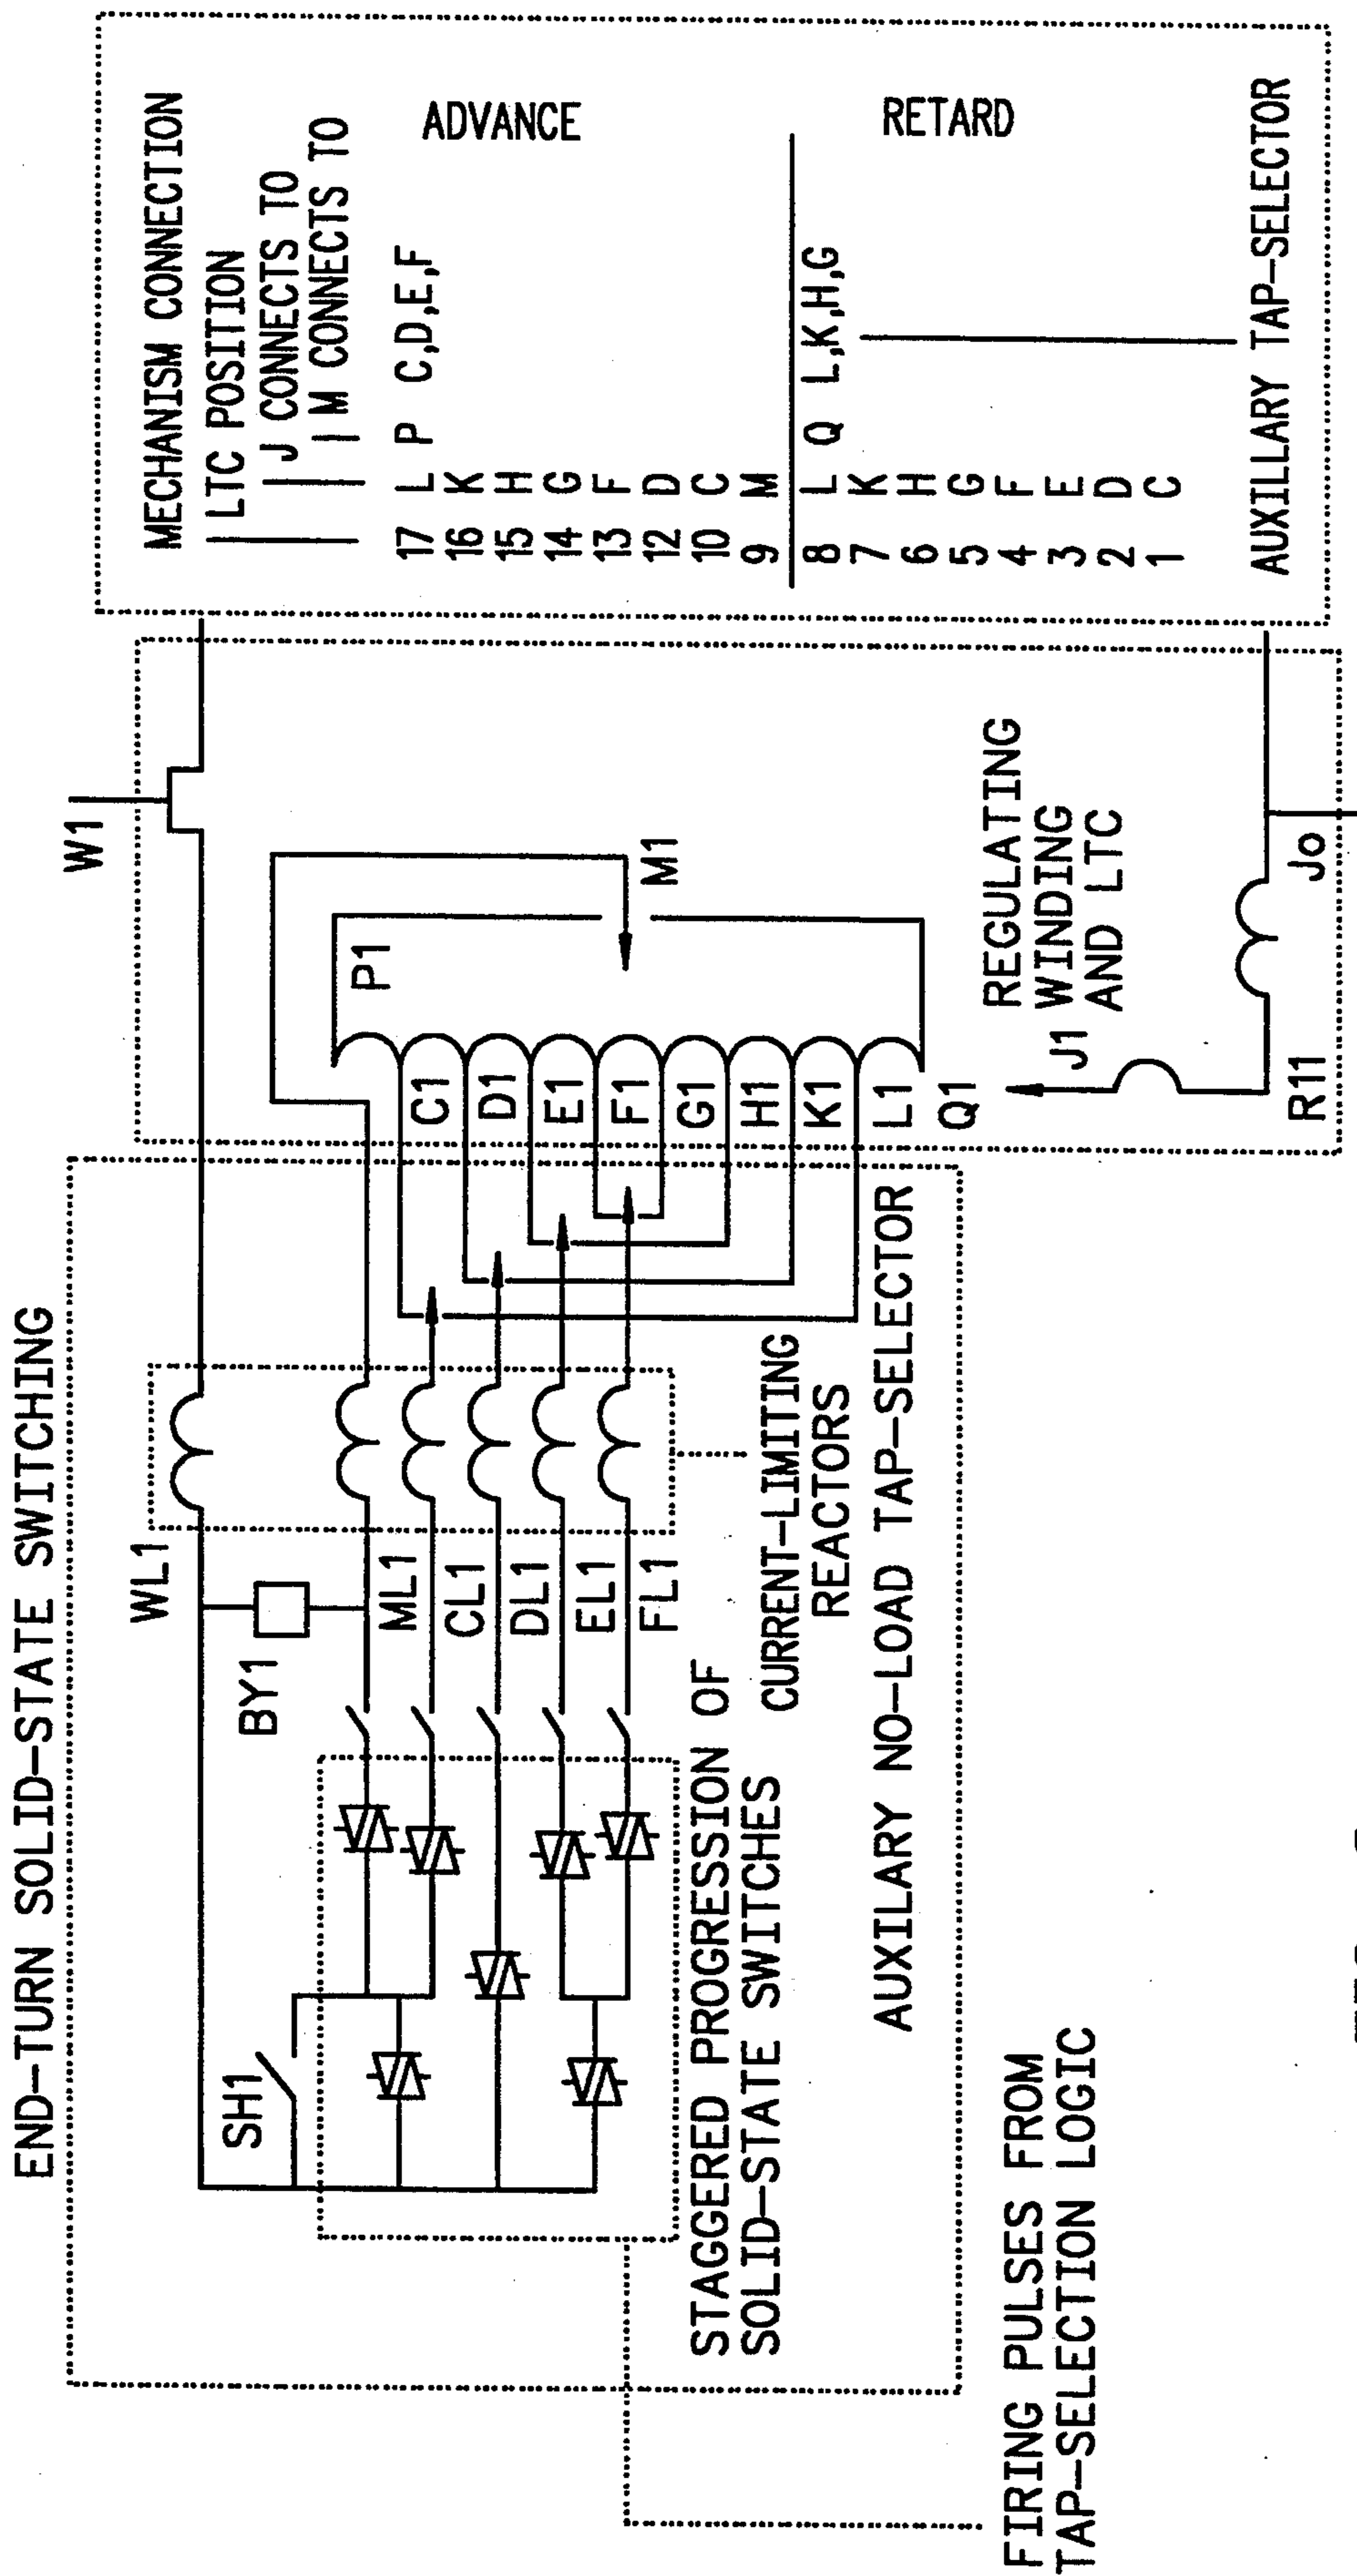 END-TURN SOLID-STATE SWITCHING
WL1
BY1
SH1
ML1
CL1
DL1
EL1
FL1
STAGGERED PROGRESSION OF
SOLID-STATE SWITCHES
CURRENT-LIMITING
REACTORS
AUXILARY NO-LOAD TAP-SELECTOR
FIRING PULSES FROM
TAP-SELECTION LOGIC
W1
P1
M1
C1
D1
E1
F1
G1
H1
K1
L1
Q1
J1
R11
Jo
REGULATING
WINDING
AND LTC
MECHANISM CONNECTION
LTC POSITION
J CONNECTS TO
M CONNECTS TO
17 L P C,D,E,F
16 K
15 H
14 G
13 F
12 D
10 C
9 M
ADVANCE
8 L Q L,K,H,G
7 K
6 H
5 G
4 F
3 E
2 D
1 C
RETARD
AUXILLARY TAP-SELECTOR